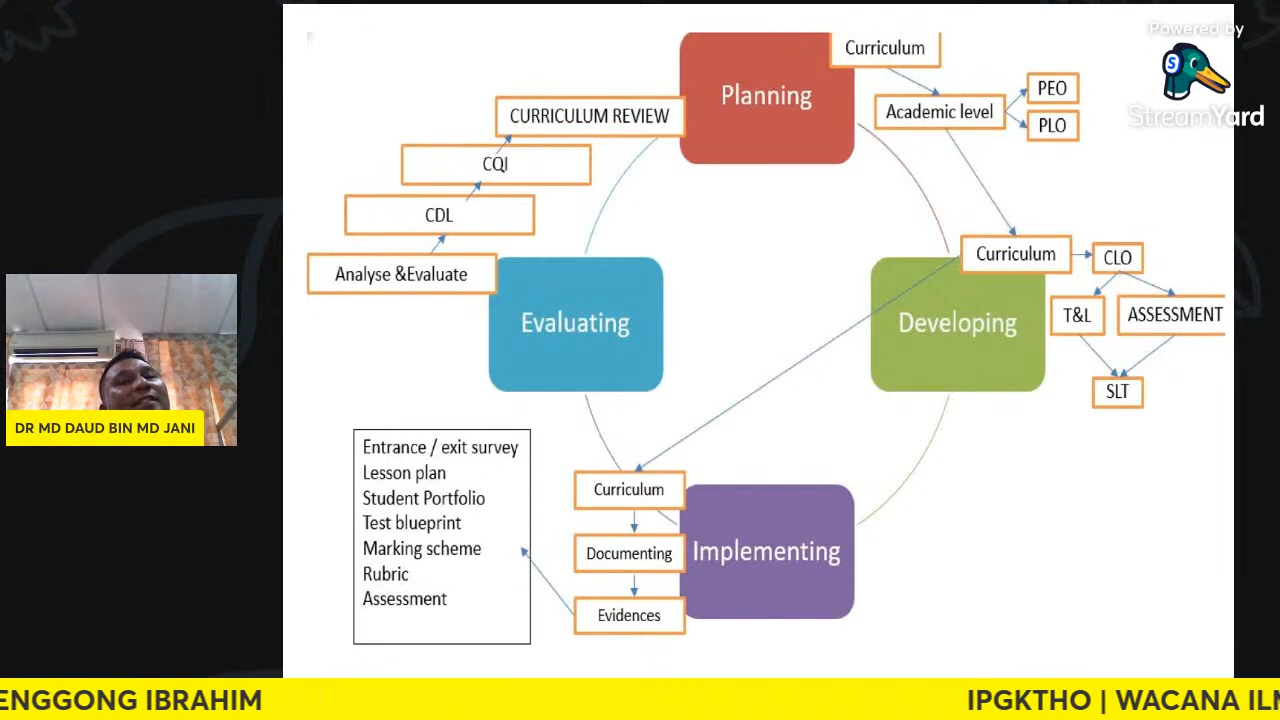 Powered by
StreamYard
Planning
Curriculum
Academic level
PEO
PLO
CURRICULUM REVIEW
CQI
CDL
Analyse &Evaluate
Evaluating
Developing
Curriculum
CLO
T&L
ASSESSMENT
SLT
Implementing
Curriculum
Documenting
Evidences
Entrance / exit survey
Lesson plan
Student Portfolio
Test blueprint
Marking scheme
Rubric
Assessment
DR MD DAUD BIN MD JANI
ENGGONG IBRAHIM
IPGKTHO | WACANA